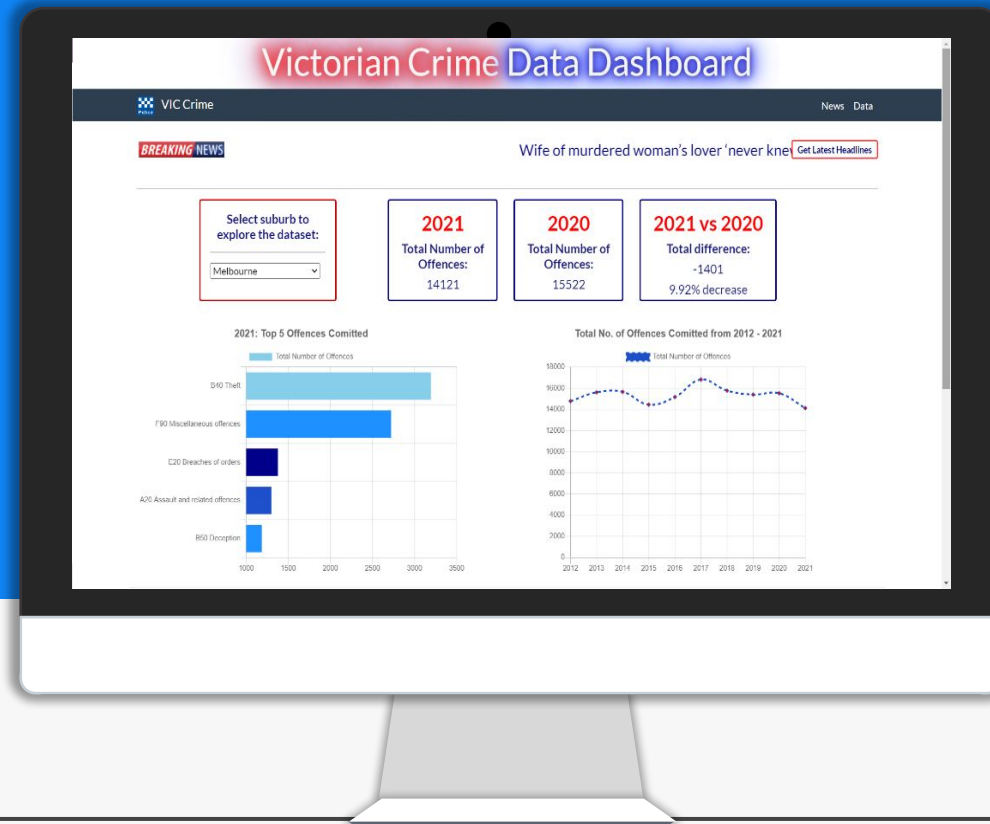 Victorian Crime Data Dashboard
Police
VIC Crime
News Data
BREAKING NEWS
Wife of murdered woman's lover 'never knew
Get Latest Headlines
Select suburb to
explore the dataset:
Melbourne
2021
Total Number of
Offences:
14121
2020
Total Number of
Offences:
15522
2021 vs 2020
Total difference:
-1401
9.92% decrease
2021: Top 5 Offences Comitted
Total Number of Offences
B40 Theft
F90 Miscellaneous offences
E20 Breaches of orders
A20 Assault and related offences
B50 Deception
1000 1500 2000 2500 3000 3500
Total No. of Offences Comitted from 2012 - 2021
Total Number of Offences
18000
16000
14000
12000
10000
8000
6000
4000
2000
0
2012 2013 2014 2015 2016 2017 2018 2019 2020 2021